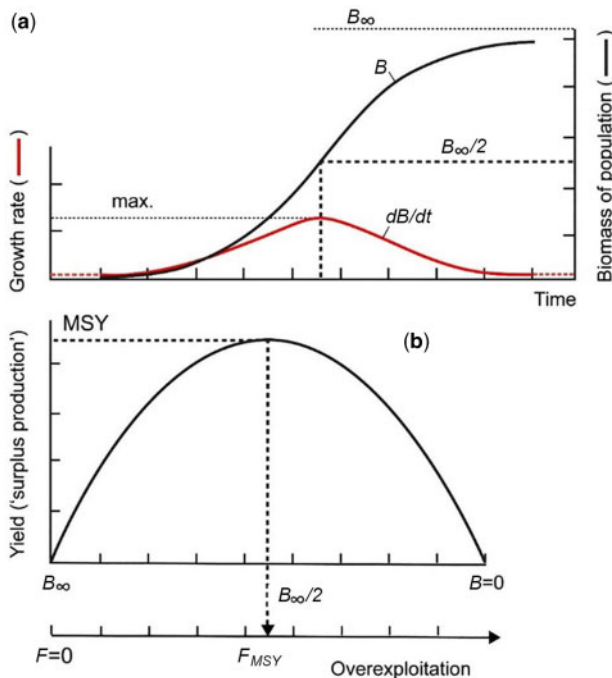 (a)
B∞
B
B∞/2
max.
dB/dt
Growth rate (—)
Biomass of population (—)
Time
MSY
(b)
Yield (‘surplus production’)
B∞
B∞/2
B=0
F=0
FMSY
Overexploitation